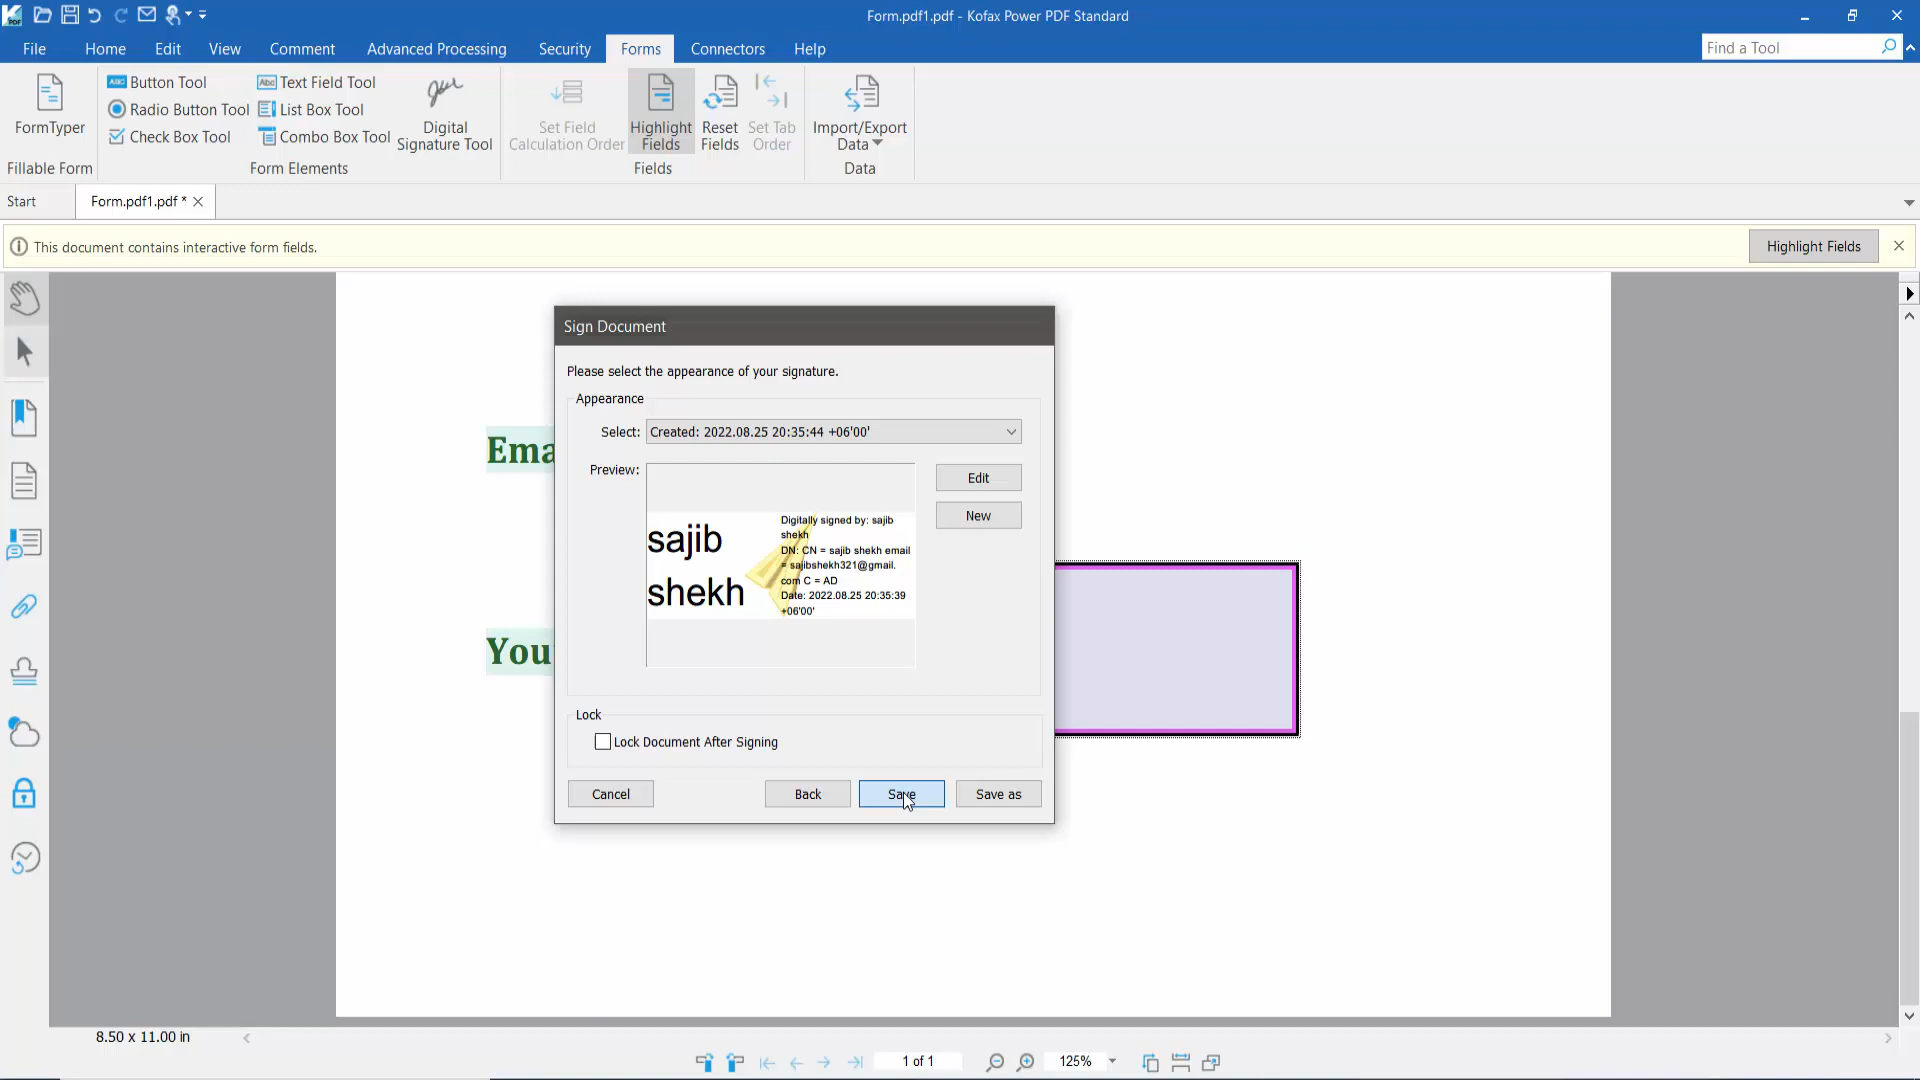 Form.pdf1.pdf - Kofax Power PDF Standard
File Home Edit View Comment Advanced Processing Security Forms Connectors Help
Find a Tool
FormTyper
Button Tool
Radio Button Tool
Check Box Tool
Text Field Tool
List Box Tool
Combo Box Tool
Digital
Signature Tool
Set Field
Calculation Order
Highlight
Fields
Reset
Fields
Set Tab
Order
Import/Export
Data
Fillable Form
Form Elements
Fields
Data
Start
Form.pdf1.pdf *
This document contains interactive form fields.
Highlight Fields
Sign Document
Please select the appearance of your signature.
Appearance
Select: Created: 2022.08.25 20:35:44 +06'00'
Preview:
sajib
shekh
Digitally signed by: sajib
shekh
DN: CN = sajib shekh email
= sajibshekh321@gmail.
com C = AD
Date: 2022.08.25 20:35:39
+06'00'
Edit
New
Ema
You
Lock
Lock Document After Signing
Cancel Back Save Save as
8.50 x 11.00 in
1 of 1
125%